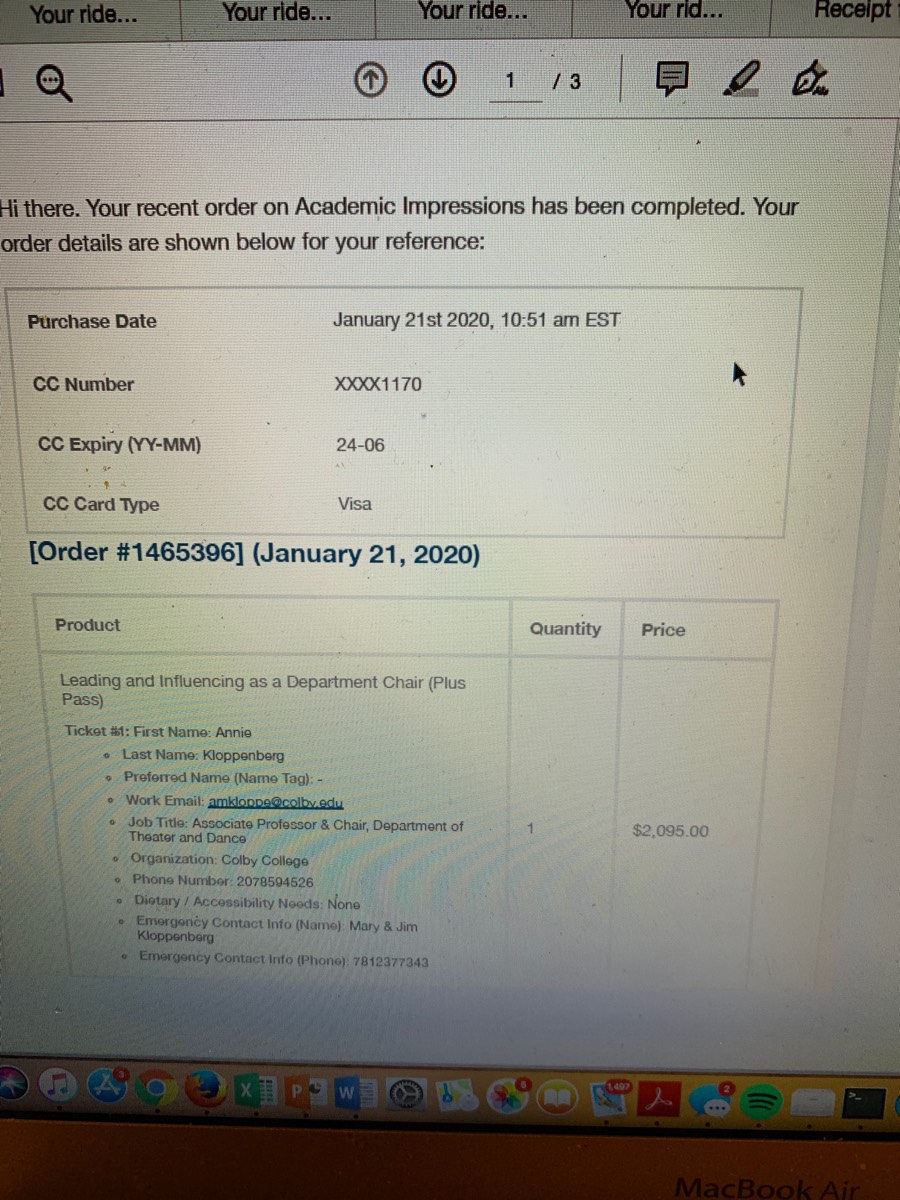 Your ride...
Your ride...
Your ride...
Your rid...
Receipt
1 / 3
Hi there. Your recent order on Academic Impressions has been completed. Your
order details are shown below for your reference:
Purchase Date January 21st 2020, 10:51 am EST
CC Number XXXX1170
CC Expiry (YY-MM) 24-06
CC Card Type Visa
[Order #1465396] (January 21, 2020)
Product Quantity Price
Leading and Influencing as a Department Chair (Plus
Pass)
Ticket #1: First Name: Annie
Last Name: Kloppenberg
Preferred Name (Name Tag): -
Work Email: amkloppe@colby.edu
Job Title: Associate Professor & Chair, Department of
Theater and Dance
1 $2,095.00
Organization: Colby College
Phone Number: 2078594526
Dietary / Accessibility Needs: None
Emergency Contact Info (Name): Mary & Jim
Kloppenberg
Emergency Contact Info (Phone): 7812377343
3
X
P
W
6
1,497
2
MacBook Air